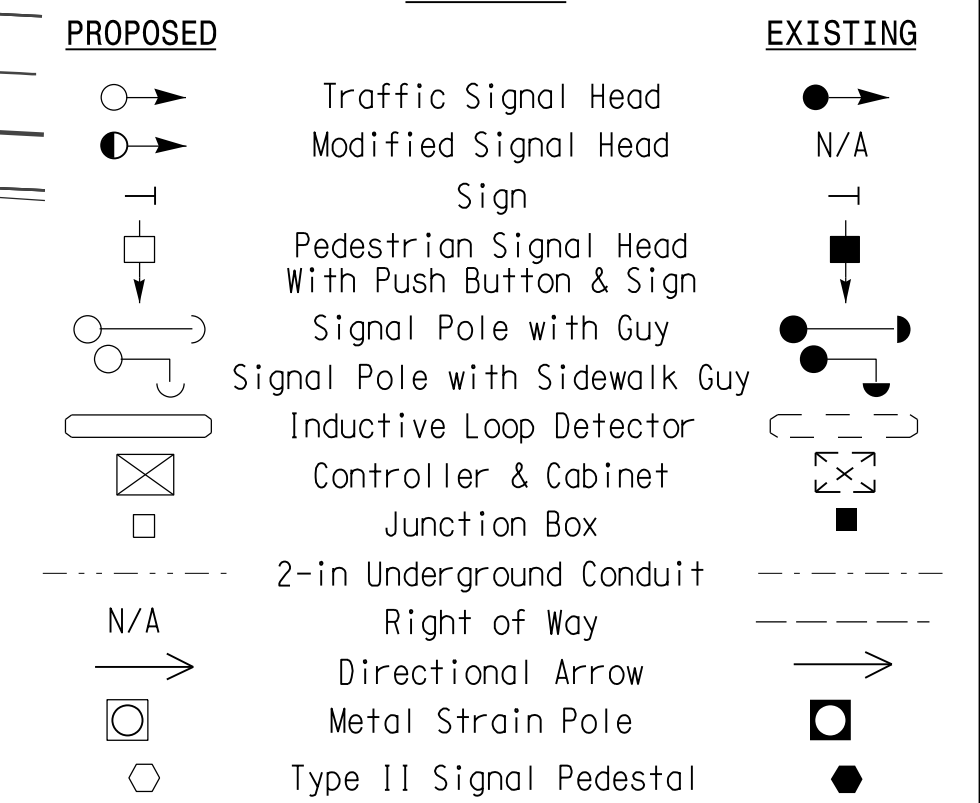 PROPOSED EXISTING
Traffic Signal Head
Modified Signal Head N/A
Sign
Pedestrian Signal Head
With Push Button & Sign
Signal Pole with Guy
Signal Pole with Sidewalk Guy
Inductive Loop Detector
Controller & Cabinet
Junction Box
2-in Underground Conduit
N/A Right of Way
Directional Arrow
Metal Strain Pole
Type II Signal Pedestal